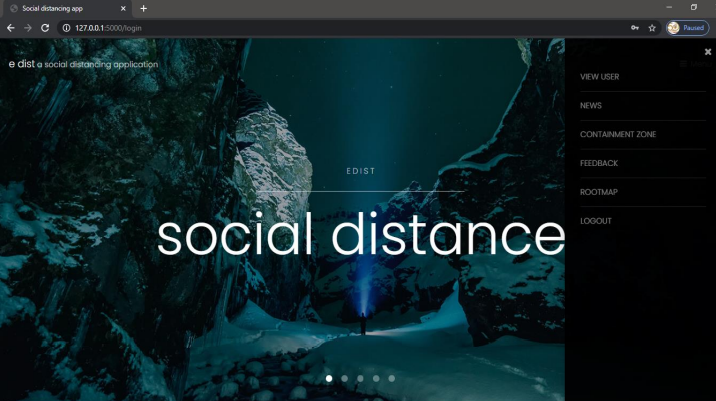 Social distancing app
127.0.0.1:5000/login
Paused
e dist a social distancing application
VIEW USER
NEWS
CONTAINMENT ZONE
FEEDBACK
ROOTMAP
LOGOUT
EDIST
social distance